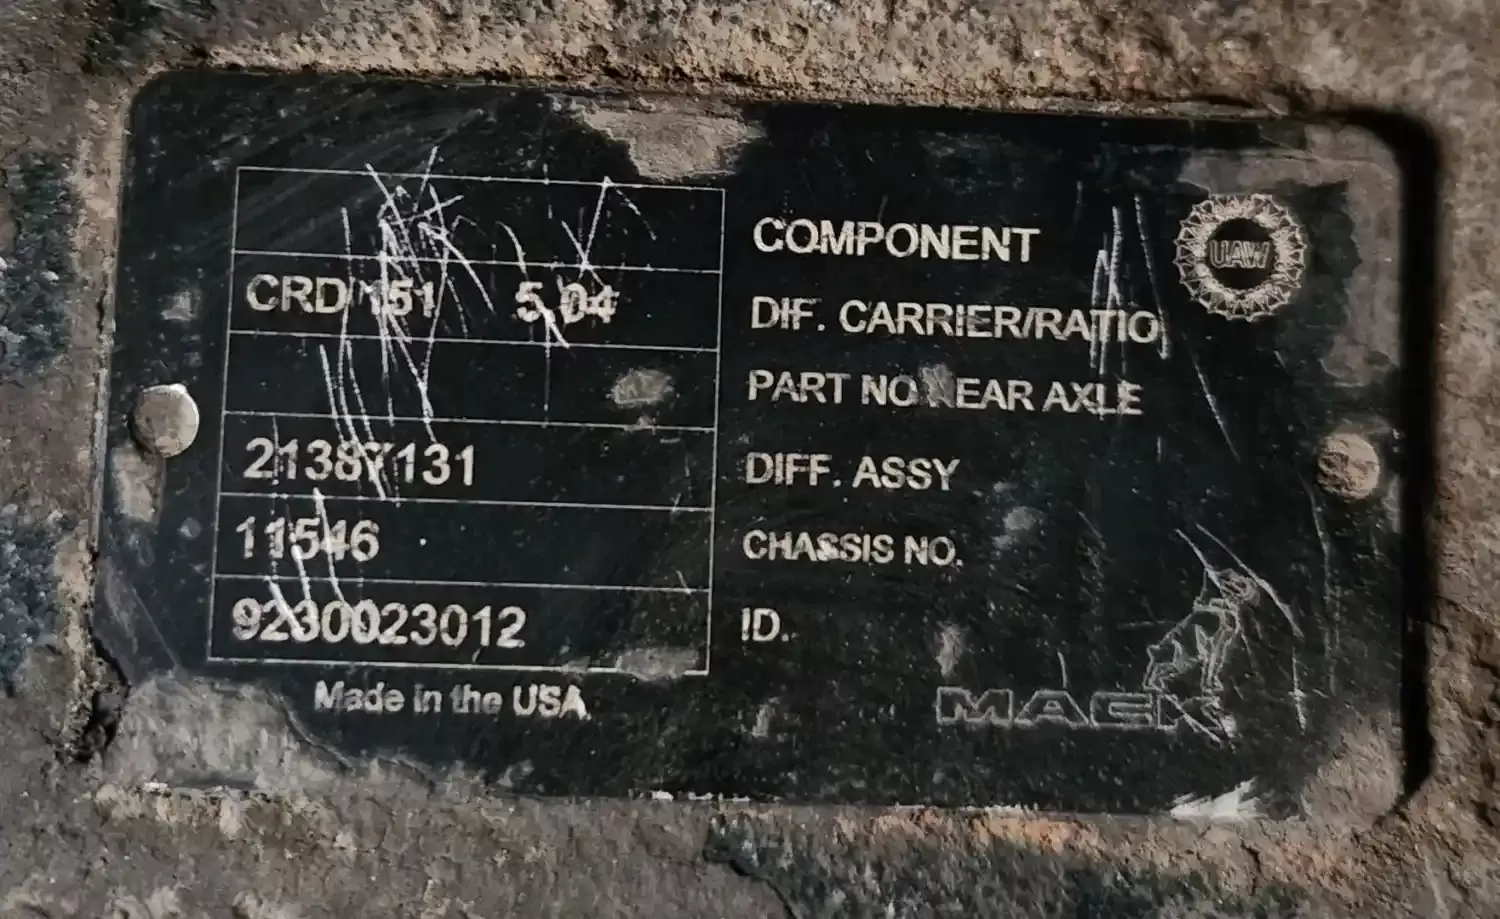 COMPONENT
UAW
CRD 151 5.04 DIF. CARRIER/RATIO
PART NO REAR AXLE
21387131 DIFF. ASSY
11546 CHASSIS NO.
9230023012 ID.
Made in the USA
MACK